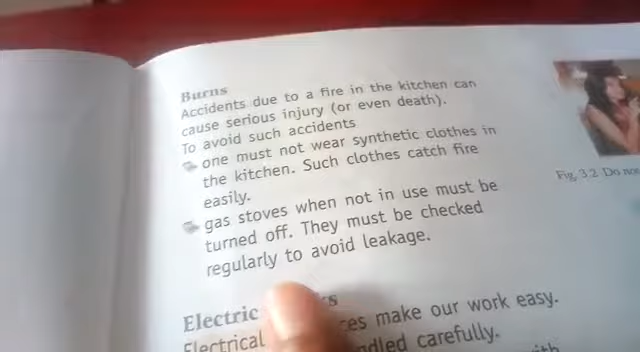 Burns
Accidents due to a fire in the kitchen can
cause serious injury (or even death).
To avoid such accidents
one must not wear synthetic clothes in
the kitchen. Such clothes catch fire
easily.
gas stoves when not in use must be
turned off. They must be checked
regularly to avoid leakage.
Fig. 3.2 Do
Electric
Electrical make our work easy.
carefully.